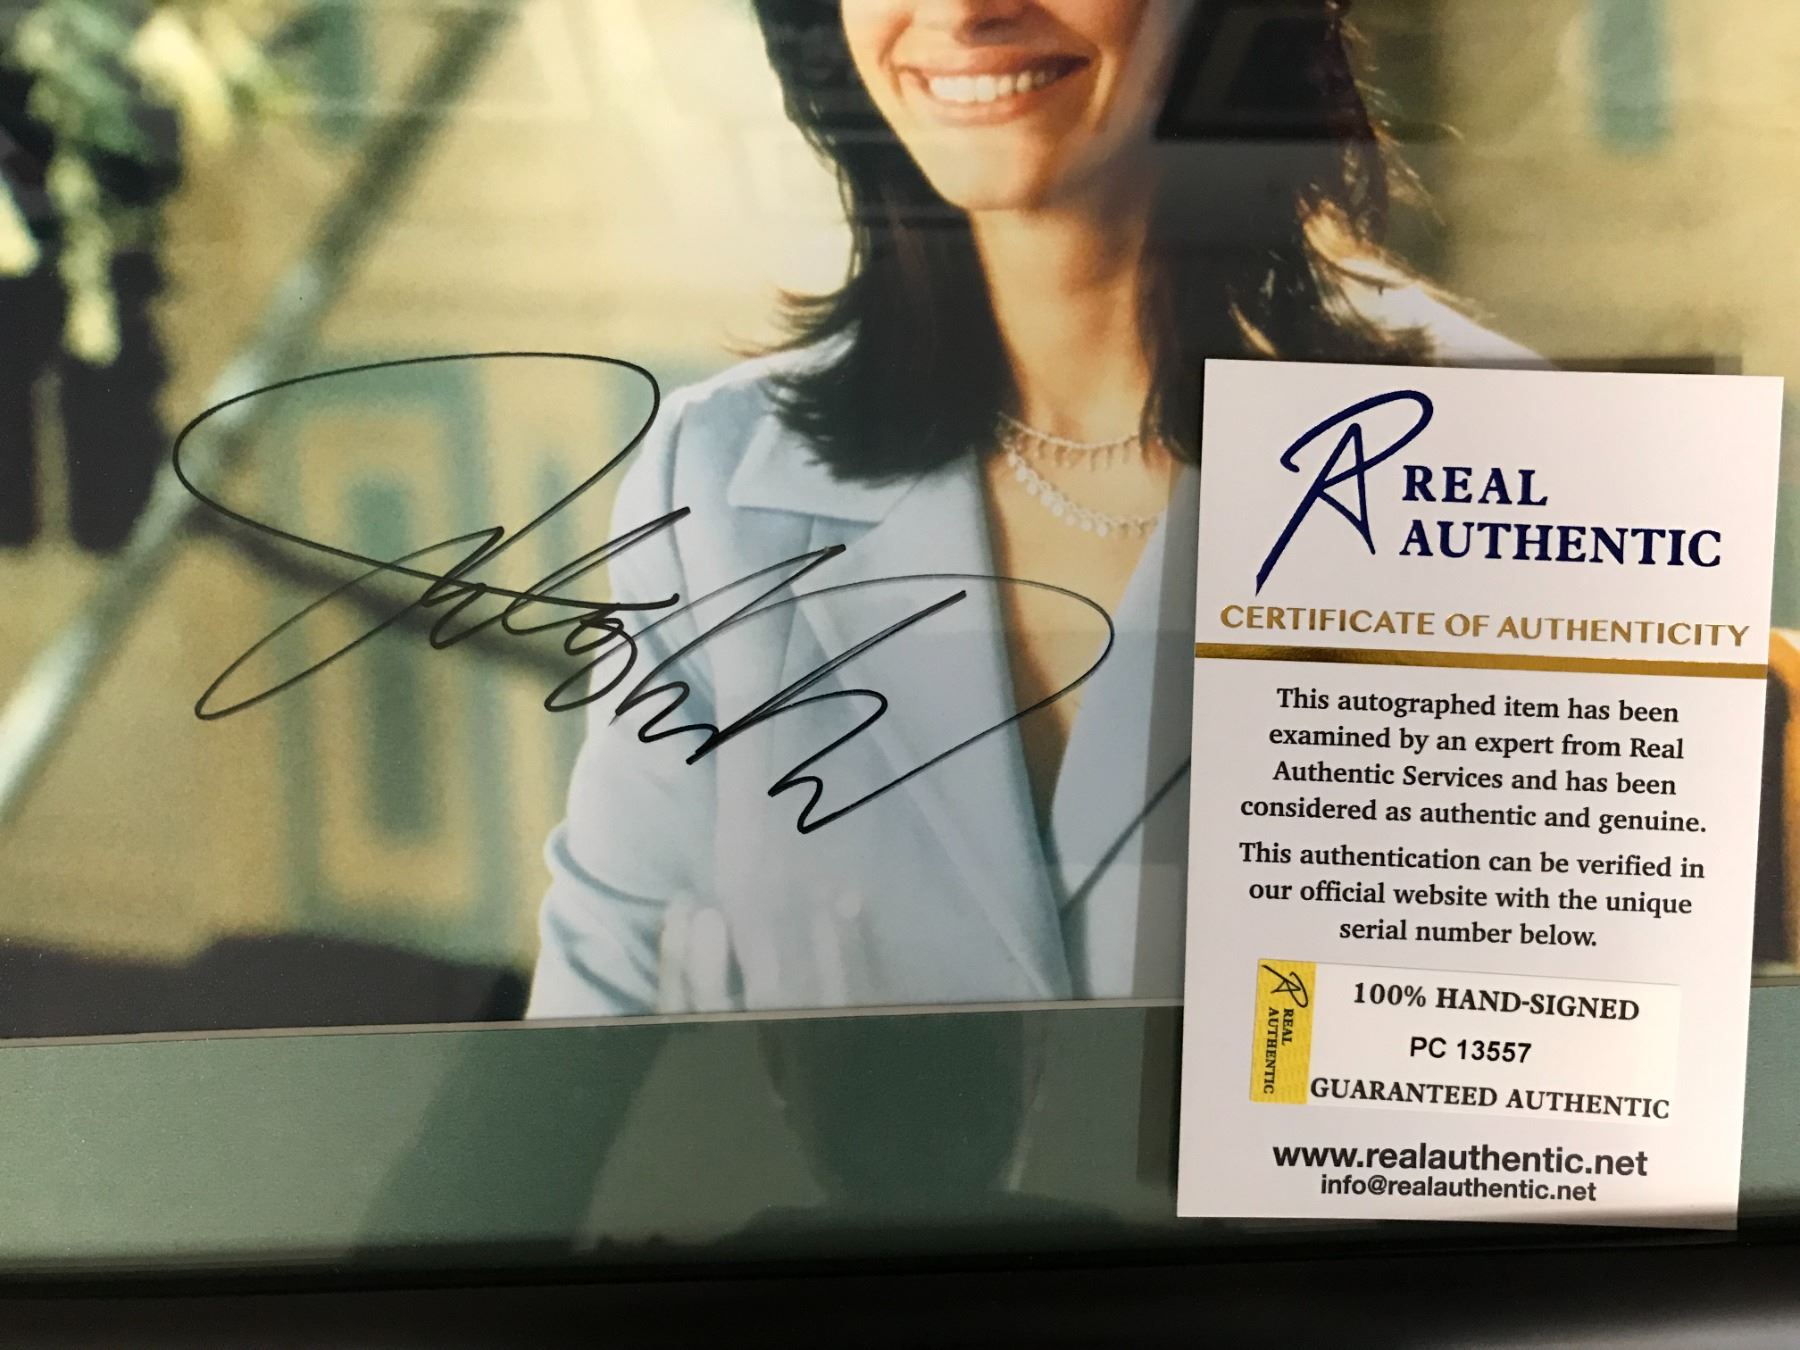 REAL
AUTHENTIC
CERTIFICATE OF AUTHENTICITY
This autographed item has been
examined by an expert from Real
Authentic Services and has been
considered as authentic and genuine.
This authentication can be verified in
our official website with the unique
serial number below.
REAL
AUTHENTIC
100% HAND-SIGNED
PC 13557
GUARANTEED AUTHENTIC
www.realauthentic.net
info@realauthentic.net